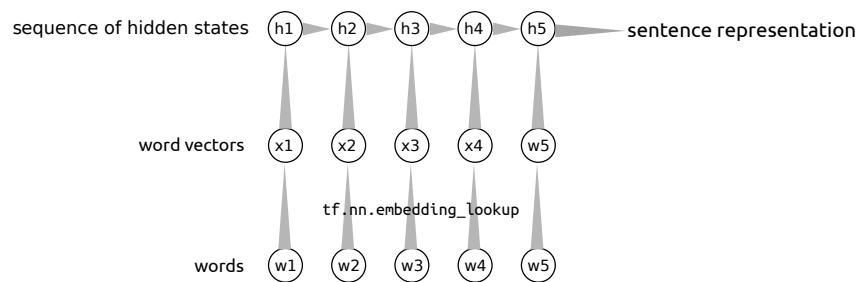 sequence of hidden states h1 h2 h3 h4 h5 sentence representation
word vectors x1 x2 x3 x4 w5
tf.nn.embedding_lookup
words w1 w2 w3 w4 w5